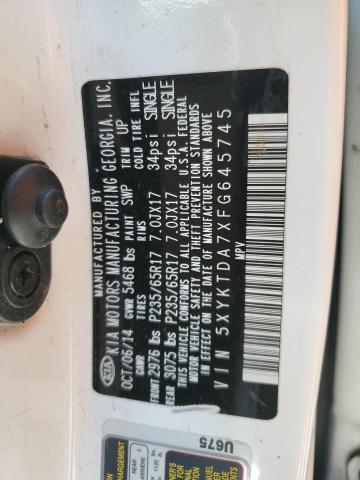 MANUFACTURED BY
KIA MOTORS MANUFACTURING GEORGIA, INC.
KIA
OCT/06/14 PAINT SWP TRIM UP
GVWR 5468 lbs
GAWR TIRES RIMS COLD TIRE INFL
FRONT 2976 lbs P235/65R17 7.0JX17 34psi SINGLE
REAR 3075 lbs P235/65R17 7.0JX17 34psi SINGLE
THIS VEHICLE CONFORMS TO ALL APPLICABLE U.S.A. FEDERAL
MOTOR VEHICLE SAFETY AND THEFT PREVENTION STANDARDS
IN EFFECT ON THE DATE OF MANUFACTURE SHOWN ABOVE
VIN 5XYKTDA7XFG645745
MPV
U675